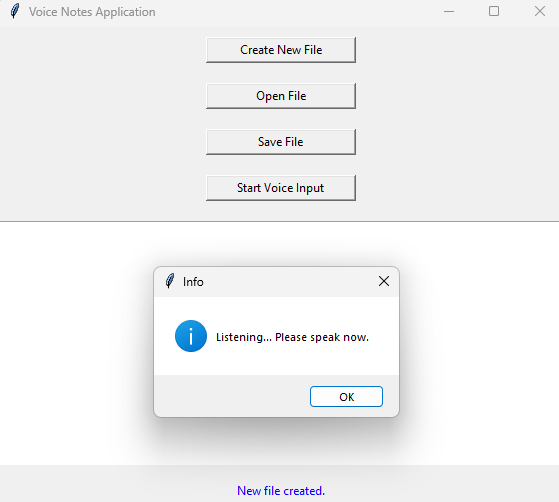 Voice Notes Application
Create New File
Open File
Save File
Start Voice Input
Info
Listening... Please speak now.
OK
New file created.